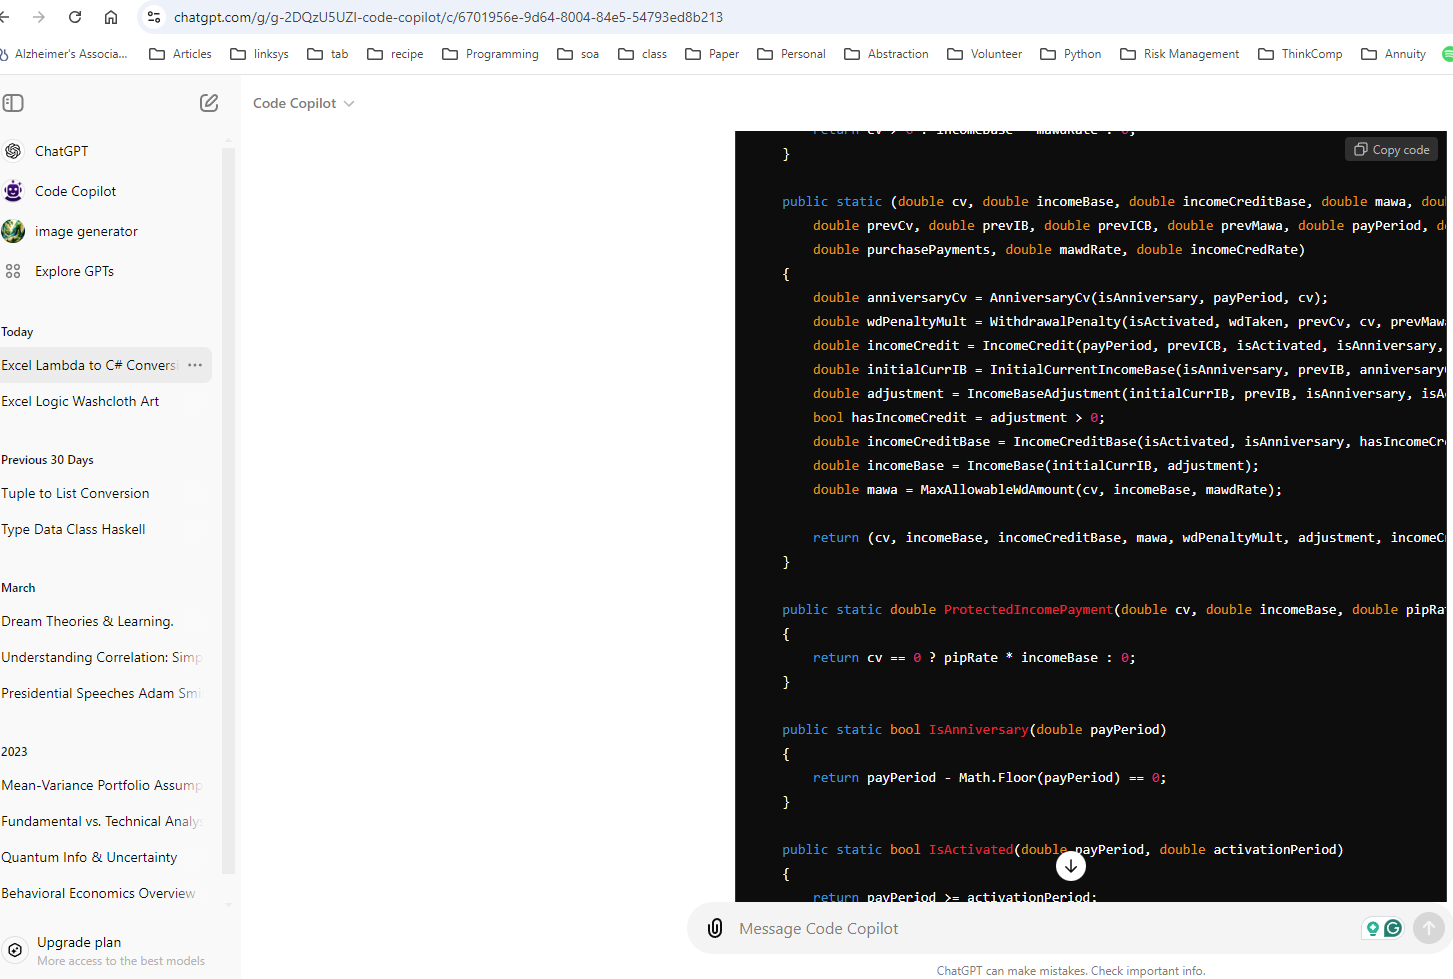 chatgpt.com/g/g-2DQzU5UZl-code-copilot/c/6701956e-9d64-8004-84e5-54793ed8b213
Alzheimer's Associa... Articles linksys tab recipe Programming soa class Paper Personal Abstraction Volunteer Python Risk Management ThinkComp Annuity
Code Copilot
ChatGPT
Code Copilot
image generator
Explore GPTs
Today
Excel Lambda to C# Conversi
Excel Logic Washcloth Art
Previous 30 Days
Tuple to List Conversion
Type Data Class Haskell
March
Dream Theories & Learning.
Understanding Correlation: Simp
Presidential Speeches Adam Smi
2023
Mean-Variance Portfolio Assump
Fundamental vs. Technical Analys
Quantum Info & Uncertainty
Behavioral Economics Overview
Upgrade plan
More access to the best models
return cv > 0 ? incomeBase * mawdRate : 0;
Copy code
}
public static (double cv, double incomeBase, double incomeCreditBase, double mawa, dou
double prevCv, double prevIB, double prevICB, double prevMawa, double payPeriod, d
double purchasePayments, double mawdRate, double incomeCredRate)
{
double anniversaryCv = AnniversaryCv(isAnniversary, payPeriod, cv);
double wdPenaltyMult = WithdrawalPenalty(isActivated, wdTaken, prevCv, cv, prevMawa
double incomeCredit = IncomeCredit(payPeriod, prevICB, isActivated, isAnniversary,
double initialCurrIB = InitialCurrentIncomeBase(isAnniversary, prevIB, anniversary
double adjustment = IncomeBaseAdjustment(initialCurrIB, prevIB, isAnniversary, isA
bool hasIncomeCredit = adjustment > 0;
double incomeCreditBase = IncomeCreditBase(isActivated, isAnniversary, hasIncomeCr
double incomeBase = IncomeBase(initialCurrIB, adjustment);
double mawa = MaxAllowableWdAmount(cv, incomeBase, mawdRate);
return (cv, incomeBase, incomeCreditBase, mawa, wdPenaltyMult, adjustment, incomeC
}
public static double ProtectedIncomePayment(double cv, double incomeBase, double pipRa
{
return cv == 0 ? pipRate * incomeBase : 0;
}
public static bool IsAnniversary(double payPeriod)
{
return payPeriod - Math.Floor(payPeriod) == 0;
}
public static bool IsActivated(double payPeriod, double activationPeriod)
{
return payPeriod >= activationPeriod;
Message Code Copilot
ChatGPT can make mistakes. Check important info.